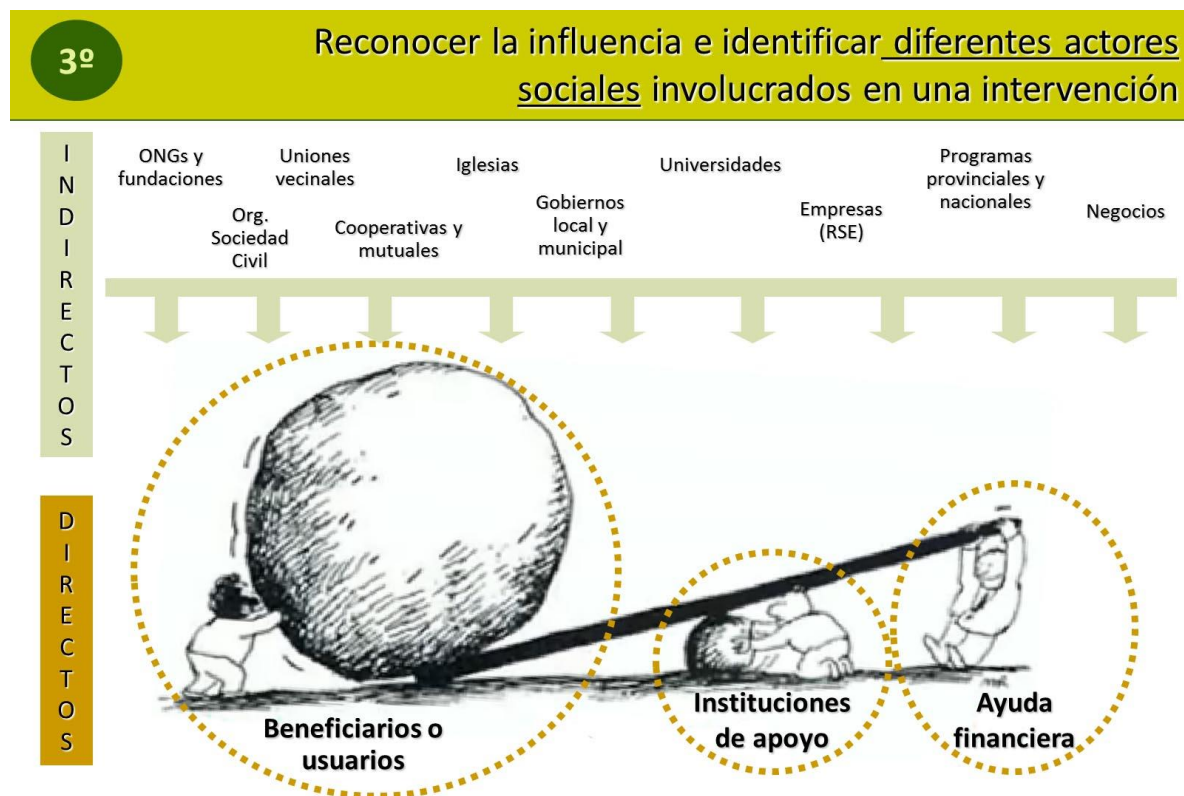 3º
Reconocer la influencia e identificar diferentes actores
sociales involucrados en una intervención
INDIRECTOS
ONGs y
fundaciones
Org.
Sociedad
Civil
Uniones
vecinales
Cooperativas y
mutuales
Iglesias
Gobiernos
local y
municipal
Universidades
Empresas
(RSE)
Programas
provinciales y
nacionales
Negocios
DIRECTOS
Beneficiarios o
usuarios
Instituciones
de apoyo
Ayuda
financiera